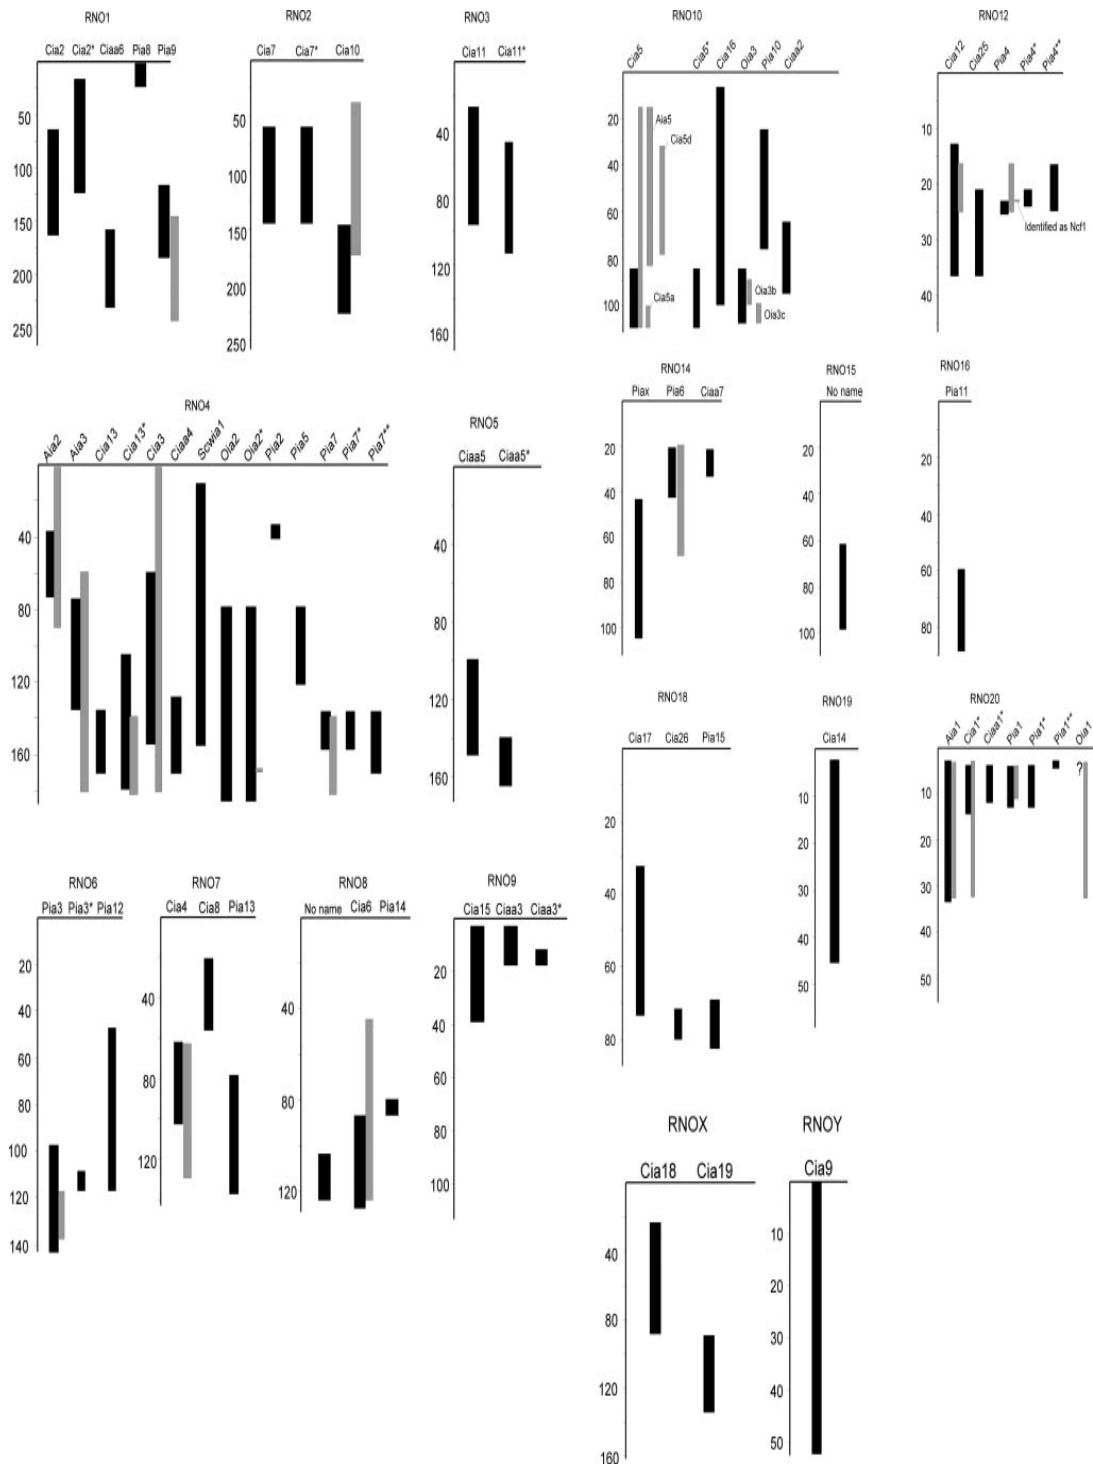 RNO1
Cia2 Cia2* Ciaa6 Pia8 Pia9
50
100
150
200
250
RNO2
Cia7 Cia7* Cia10
50
100
150
200
250
RNO3
Cia11 Cia11*
40
80
120
160
RNO10
Cia5 Cia5* Cia16 Oia3 Pia10 Ciaa2
20
40
60
80
100
Aia5
Cia5d
Cia5a
Oia3b
Oia3c
RNO12
Cia12 Cia25 Pia4 Pia4* Pia4**
10
20
30
40
Identified as Ncf1
RNO4
Aia2 Aia3 Cia13 Cia13* Cia3 Ciaa4 Scwia1 Oia2 Oia2* Pia2 Pia5 Pia7 Pia7* Pia7**
40
80
120
160
RNO5
Ciaa5 Ciaa5*
40
80
120
160
RNO14
Piax Pia6 Ciaa7
20
40
60
80
100
RNO15
No name
20
40
60
80
100
RNO16
Pia11
20
40
60
80
RNO18
Cia17 Cia26 Pia15
20
40
60
80
RNO19
Cia14
10
20
30
40
50
RNO20
Aia1 Cia1* Ciaa1* Pia1 Pia1* Pia1** Oia1
?
10
20
30
40
50
RNO6
Pia3 Pia3* Pia12
20
40
60
80
100
120
140
RNO7
Cia4 Cia8 Pia13
40
80
120
RNO8
No name Cia6 Pia14
40
80
120
RNO9
Cia15 Ciaa3 Ciaa3*
20
40
60
80
100
RNOX
Cia18 Cia19
40
80
120
160
RNOY
Cia9
10
20
30
40
50